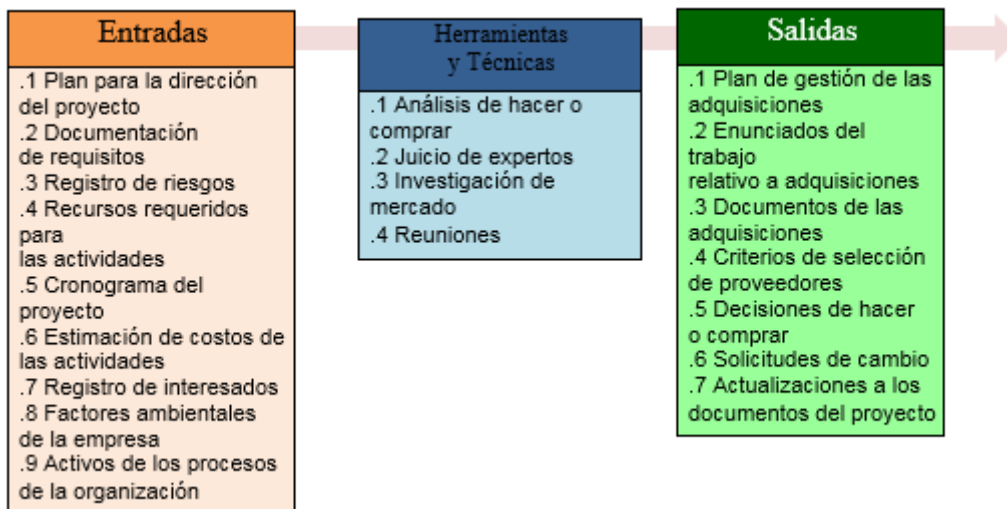 Entradas
.1 Plan para la dirección
del proyecto
.2 Documentación
de requisitos
.3 Registro de riesgos
.4 Recursos requeridos
para
las actividades
.5 Cronograma del
proyecto
.6 Estimación de costos de
las actividades
.7 Registro de interesados
.8 Factores ambientales
de la empresa
.9 Activos de los procesos
de la organización
Herramientas
y Técnicas
.1 Análisis de hacer o
comprar
.2 Juicio de expertos
.3 Investigación de
mercado
.4 Reuniones
Salidas
.1 Plan de gestión de las
adquisiciones
.2 Enunciados del
trabajo
relativo a adquisiciones
.3 Documentos de las
adquisiciones
.4 Criterios de selección
de proveedores
.5 Decisiones de hacer
o comprar
.6 Solicitudes de cambio
.7 Actualizaciones a los
documentos del proyecto